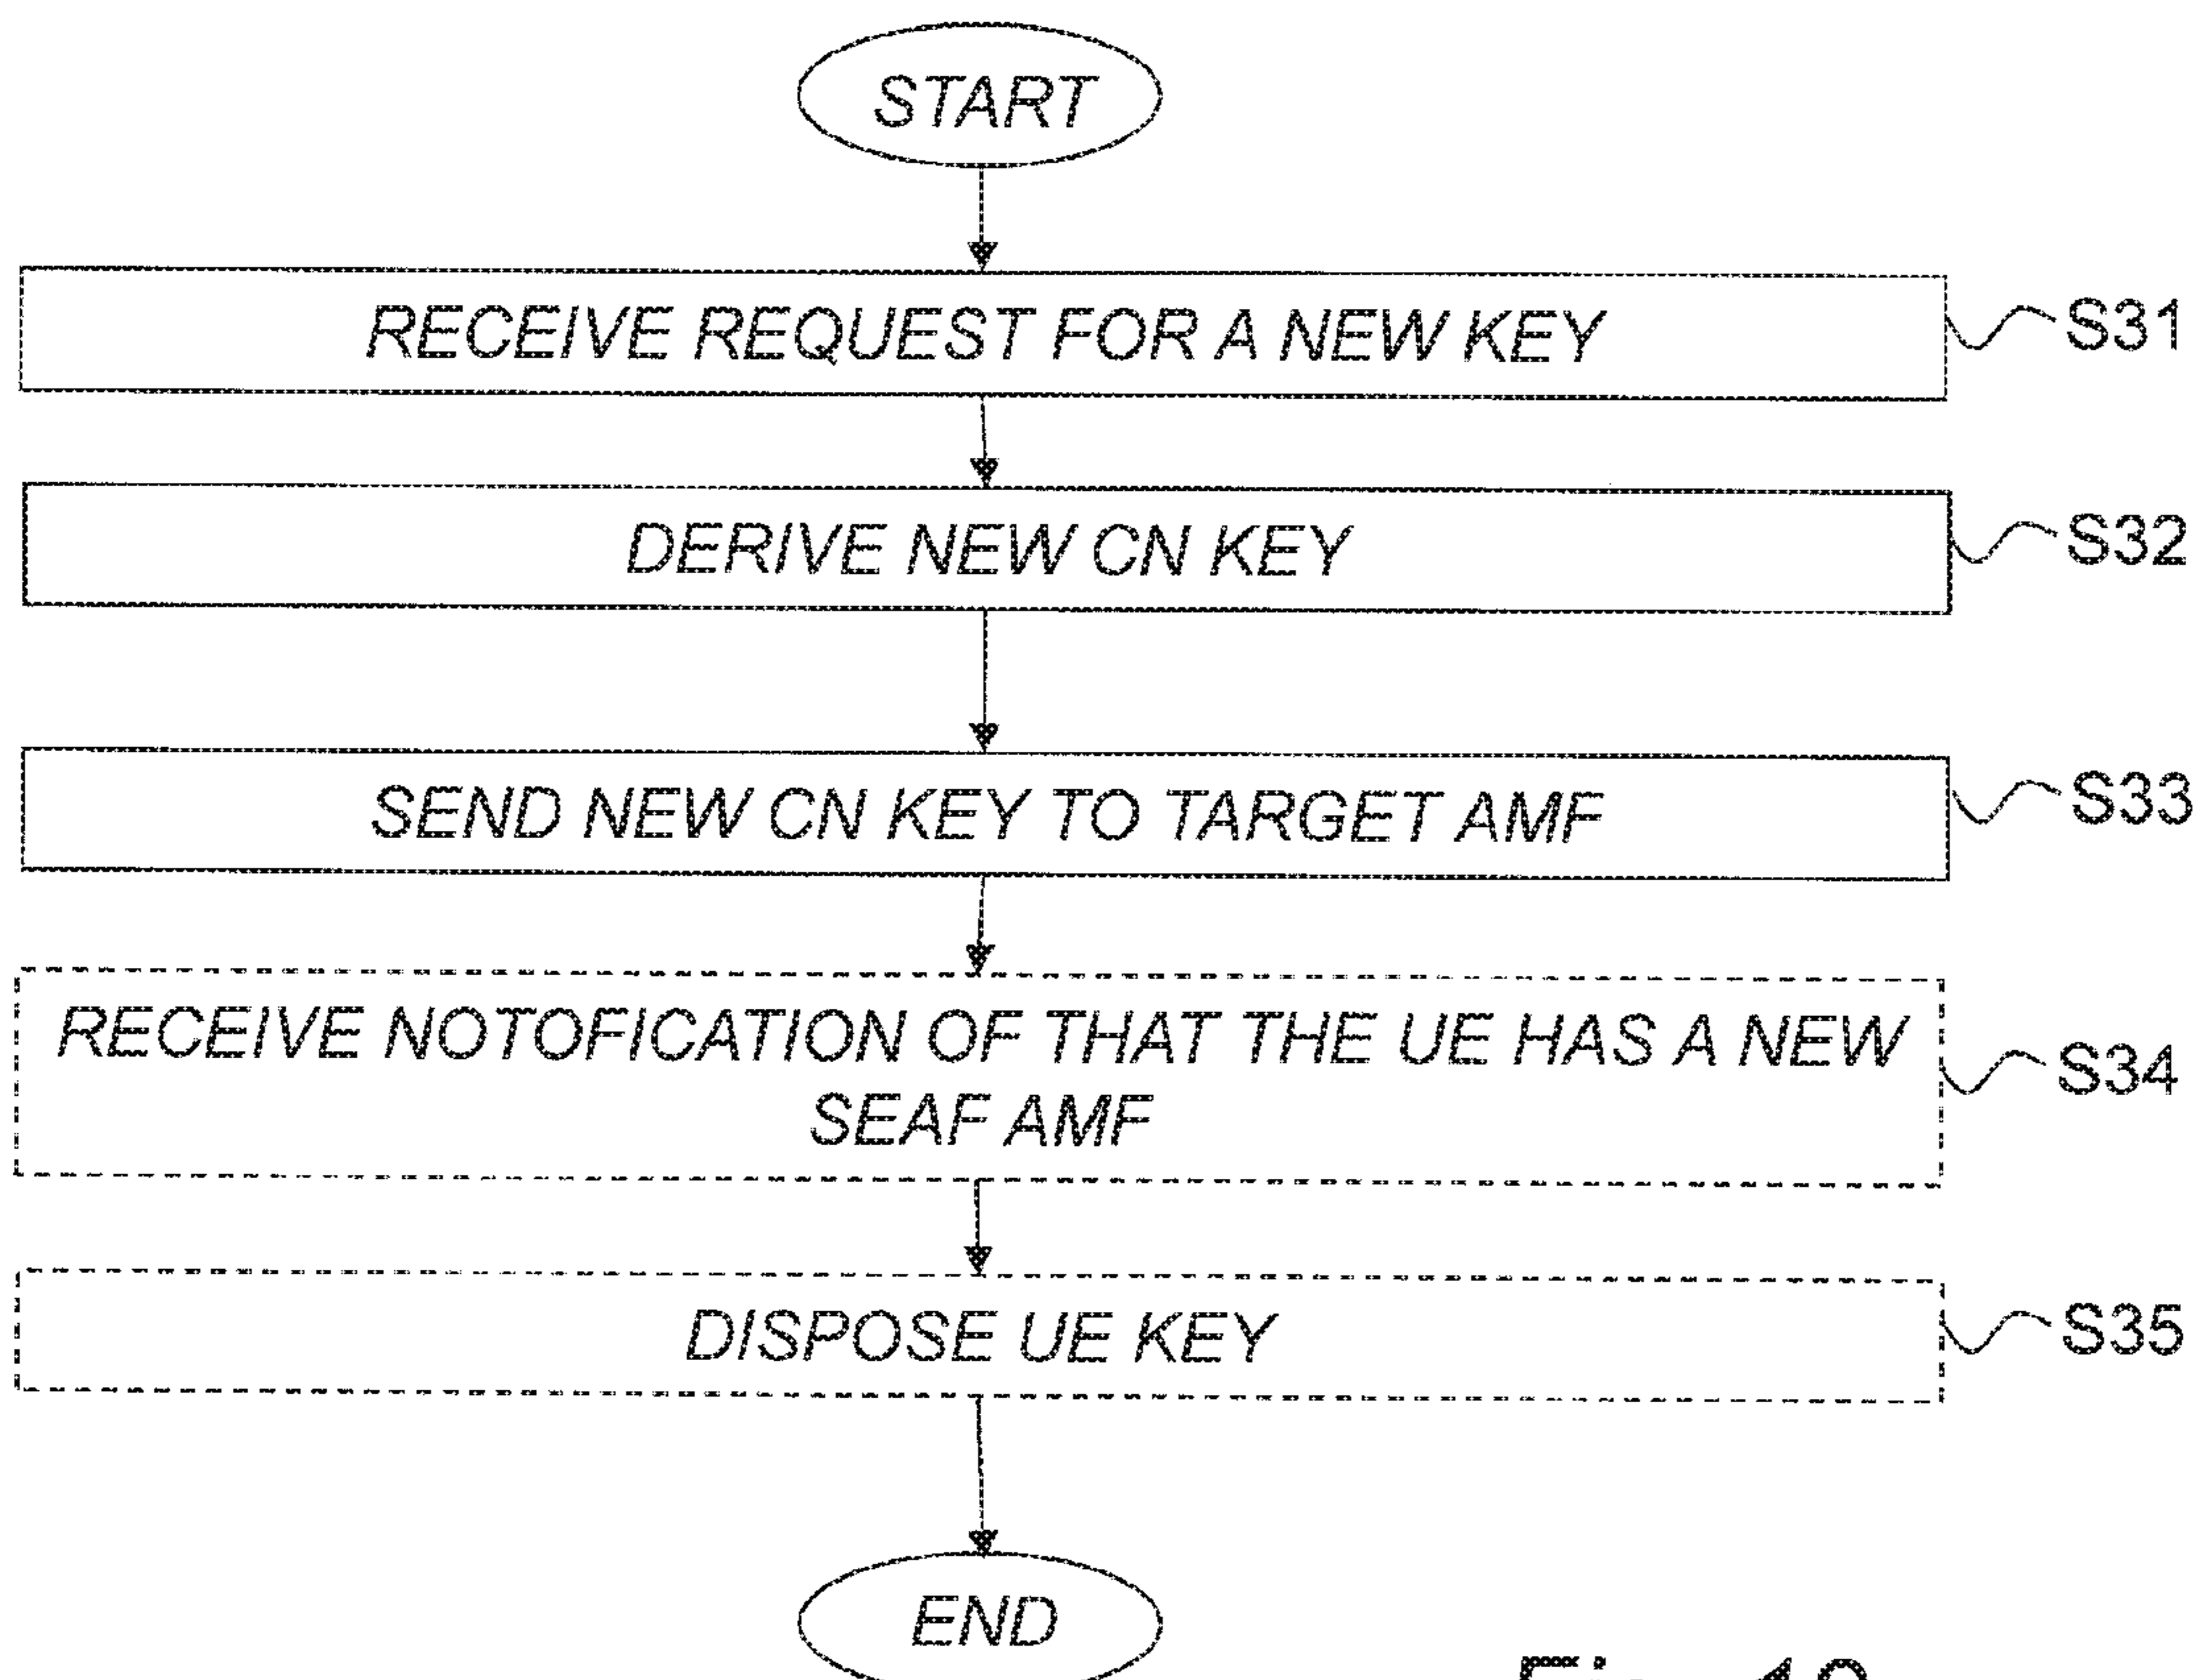 START
RECEIVE REQUEST FOR A NEW KEY
S31
DERIVE NEW CN KEY
S32
SEND NEW CN KEY TO TARGET AMF
S33
RECEIVE NOTOFICATION OF THAT THE UE HAS A NEW
SEAF AMF
S34
DISPOSE UE KEY
S35
END